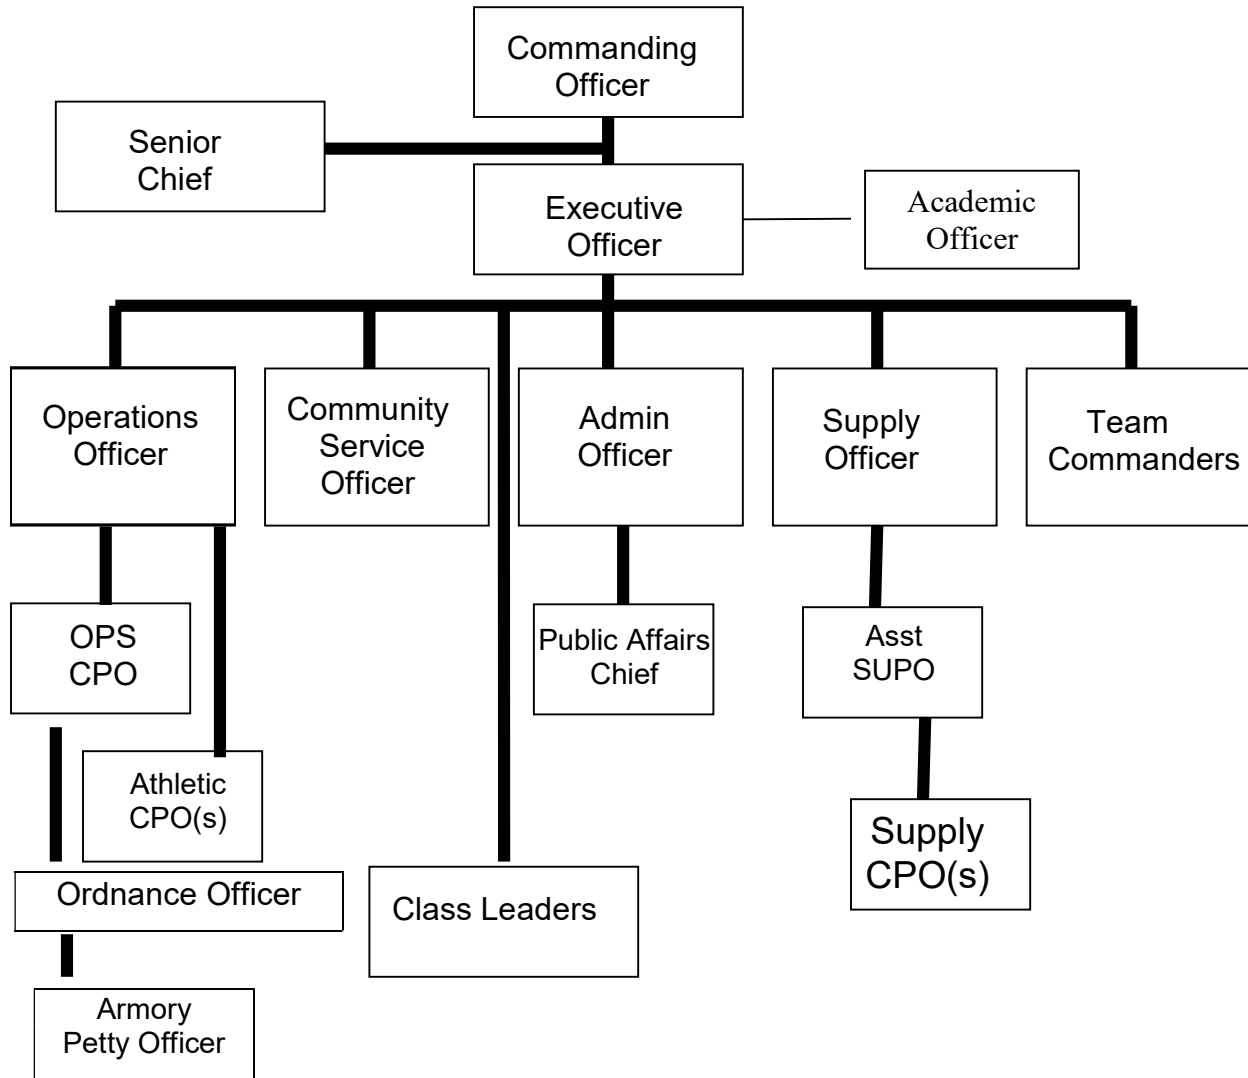 Commanding
Officer
Senior
Chief
Executive
Officer
Academic
Officer
Operations
Officer
Community
Service
Officer
Admin
Officer
Supply
Officer
Team
Commanders
OPS
CPO
Public Affairs
Chief
Asst
SUPO
Athletic
CPO(s)
Supply
CPO(s)
Ordnance Officer
Class Leaders
Armory
Petty Officer